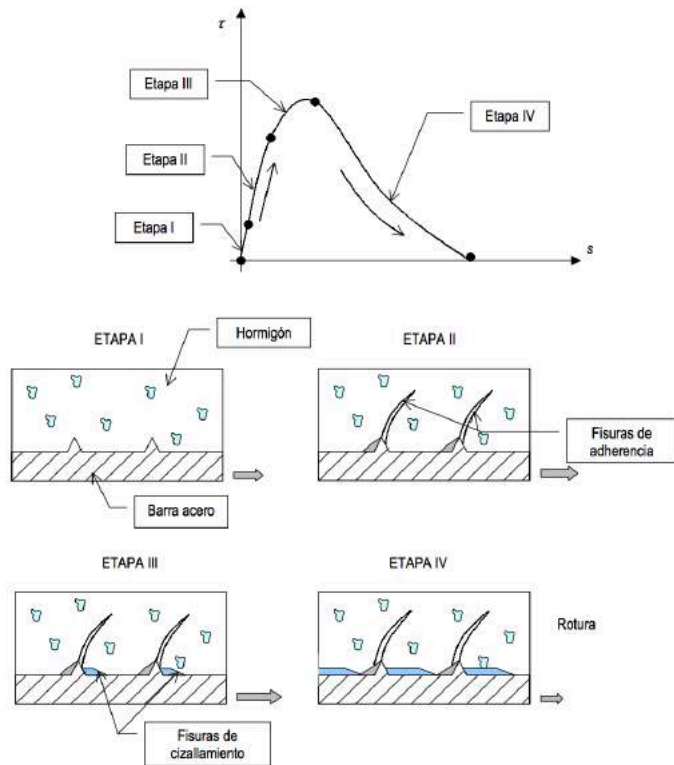 τ
Etapa III
Etapa IV
Etapa II
Etapa I
s
ETAPA I
Hormigón
ETAPA II
Fisuras de
adherencia
Barra acero
ETAPA III
ETAPA IV
Rotura
Fisuras de
cizallamiento